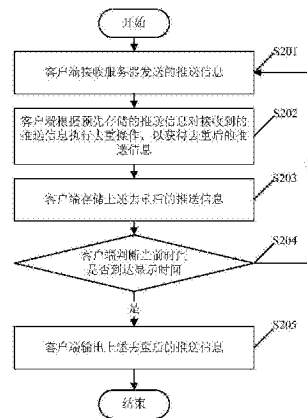 开始
S201
客户端接收服务器发送的推送信息
S202
客户端根据预先存储的推送信息对接收到的
推送信息执行去重操作，以获得去重后的推
送信息
S203
客户端存储上述去重后的推送信息
S204
客户端判断当前时间
是否到达显示时间
是
S205
客户端输出上述去重后的推送信息
结束